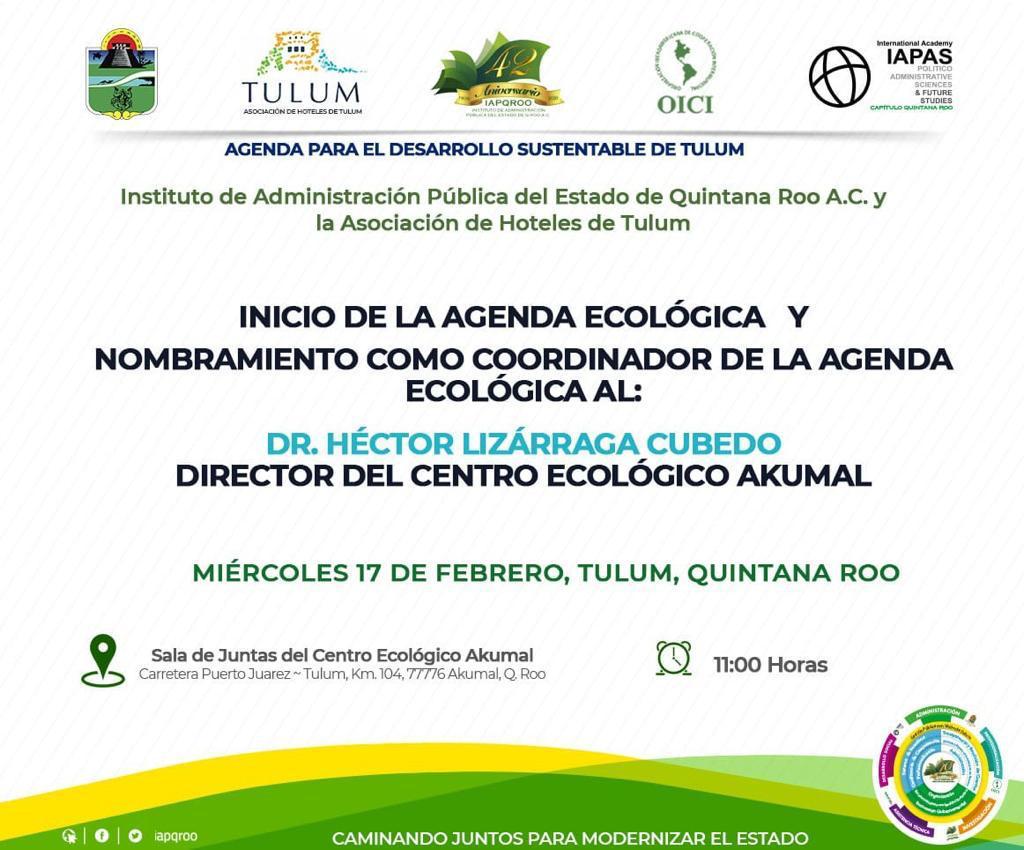 TULUM
ASOCIACIÓN DE HOTELES DE TULUM
42
Aniversario
IAPQROO
INSTITUTO DE ADMINISTRACIÓN
PÚBLICA DEL ESTADO DE Q. ROO A.C.
OICI
International Academy
IAPAS
POLITICO
ADMINISTRATIVE
SCIENCES
& FUTURE
STUDIES
CAPÍTULO QUINTANA ROO
AGENDA PARA EL DESARROLLO SUSTENTABLE DE TULUM
Instituto de Administración Pública del Estado de Quintana Roo A.C. y
la Asociación de Hoteles de Tulum
INICIO DE LA AGENDA ECOLÓGICA Y
NOMBRAMIENTO COMO COORDINADOR DE LA AGENDA
ECOLÓGICA AL:
DR. HÉCTOR LIZÁRRAGA CUBEDO
DIRECTOR DEL CENTRO ECOLÓGICO AKUMAL
MIÉRCOLES 17 DE FEBRERO, TULUM, QUINTANA ROO
Sala de Juntas del Centro Ecológico Akumal
Carretera Puerto Juarez ~ Tulum, Km. 104, 77776 Akumal, Q. Roo
11:00 Horas
ADMINISTRACIÓN
DESARROLLO SOCIAL
INVESTIGACIÓN
ASISTENCIA TÉCNICA
iapqroo
CAMINANDO JUNTOS PARA MODERNIZAR EL ESTADO